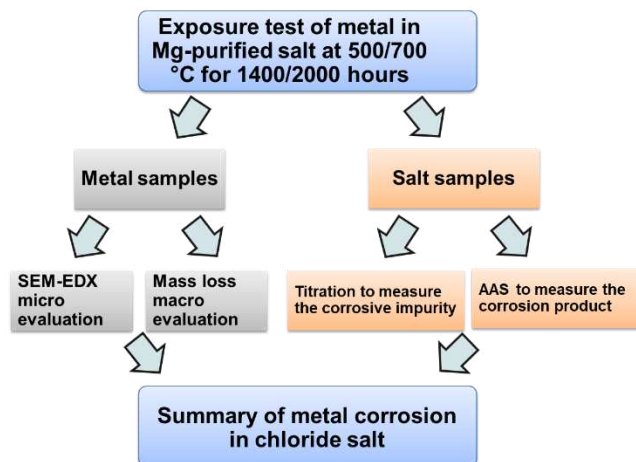 Exposure test of metal in
Mg-purified salt at 500/700
°C for 1400/2000 hours
Metal samples
Salt samples
SEM-EDX
micro
evaluation
Mass loss
macro
evaluation
Titration to measure
the corrosive impurity
AAS to measure the
corrosion product
Summary of metal corrosion
in chloride salt